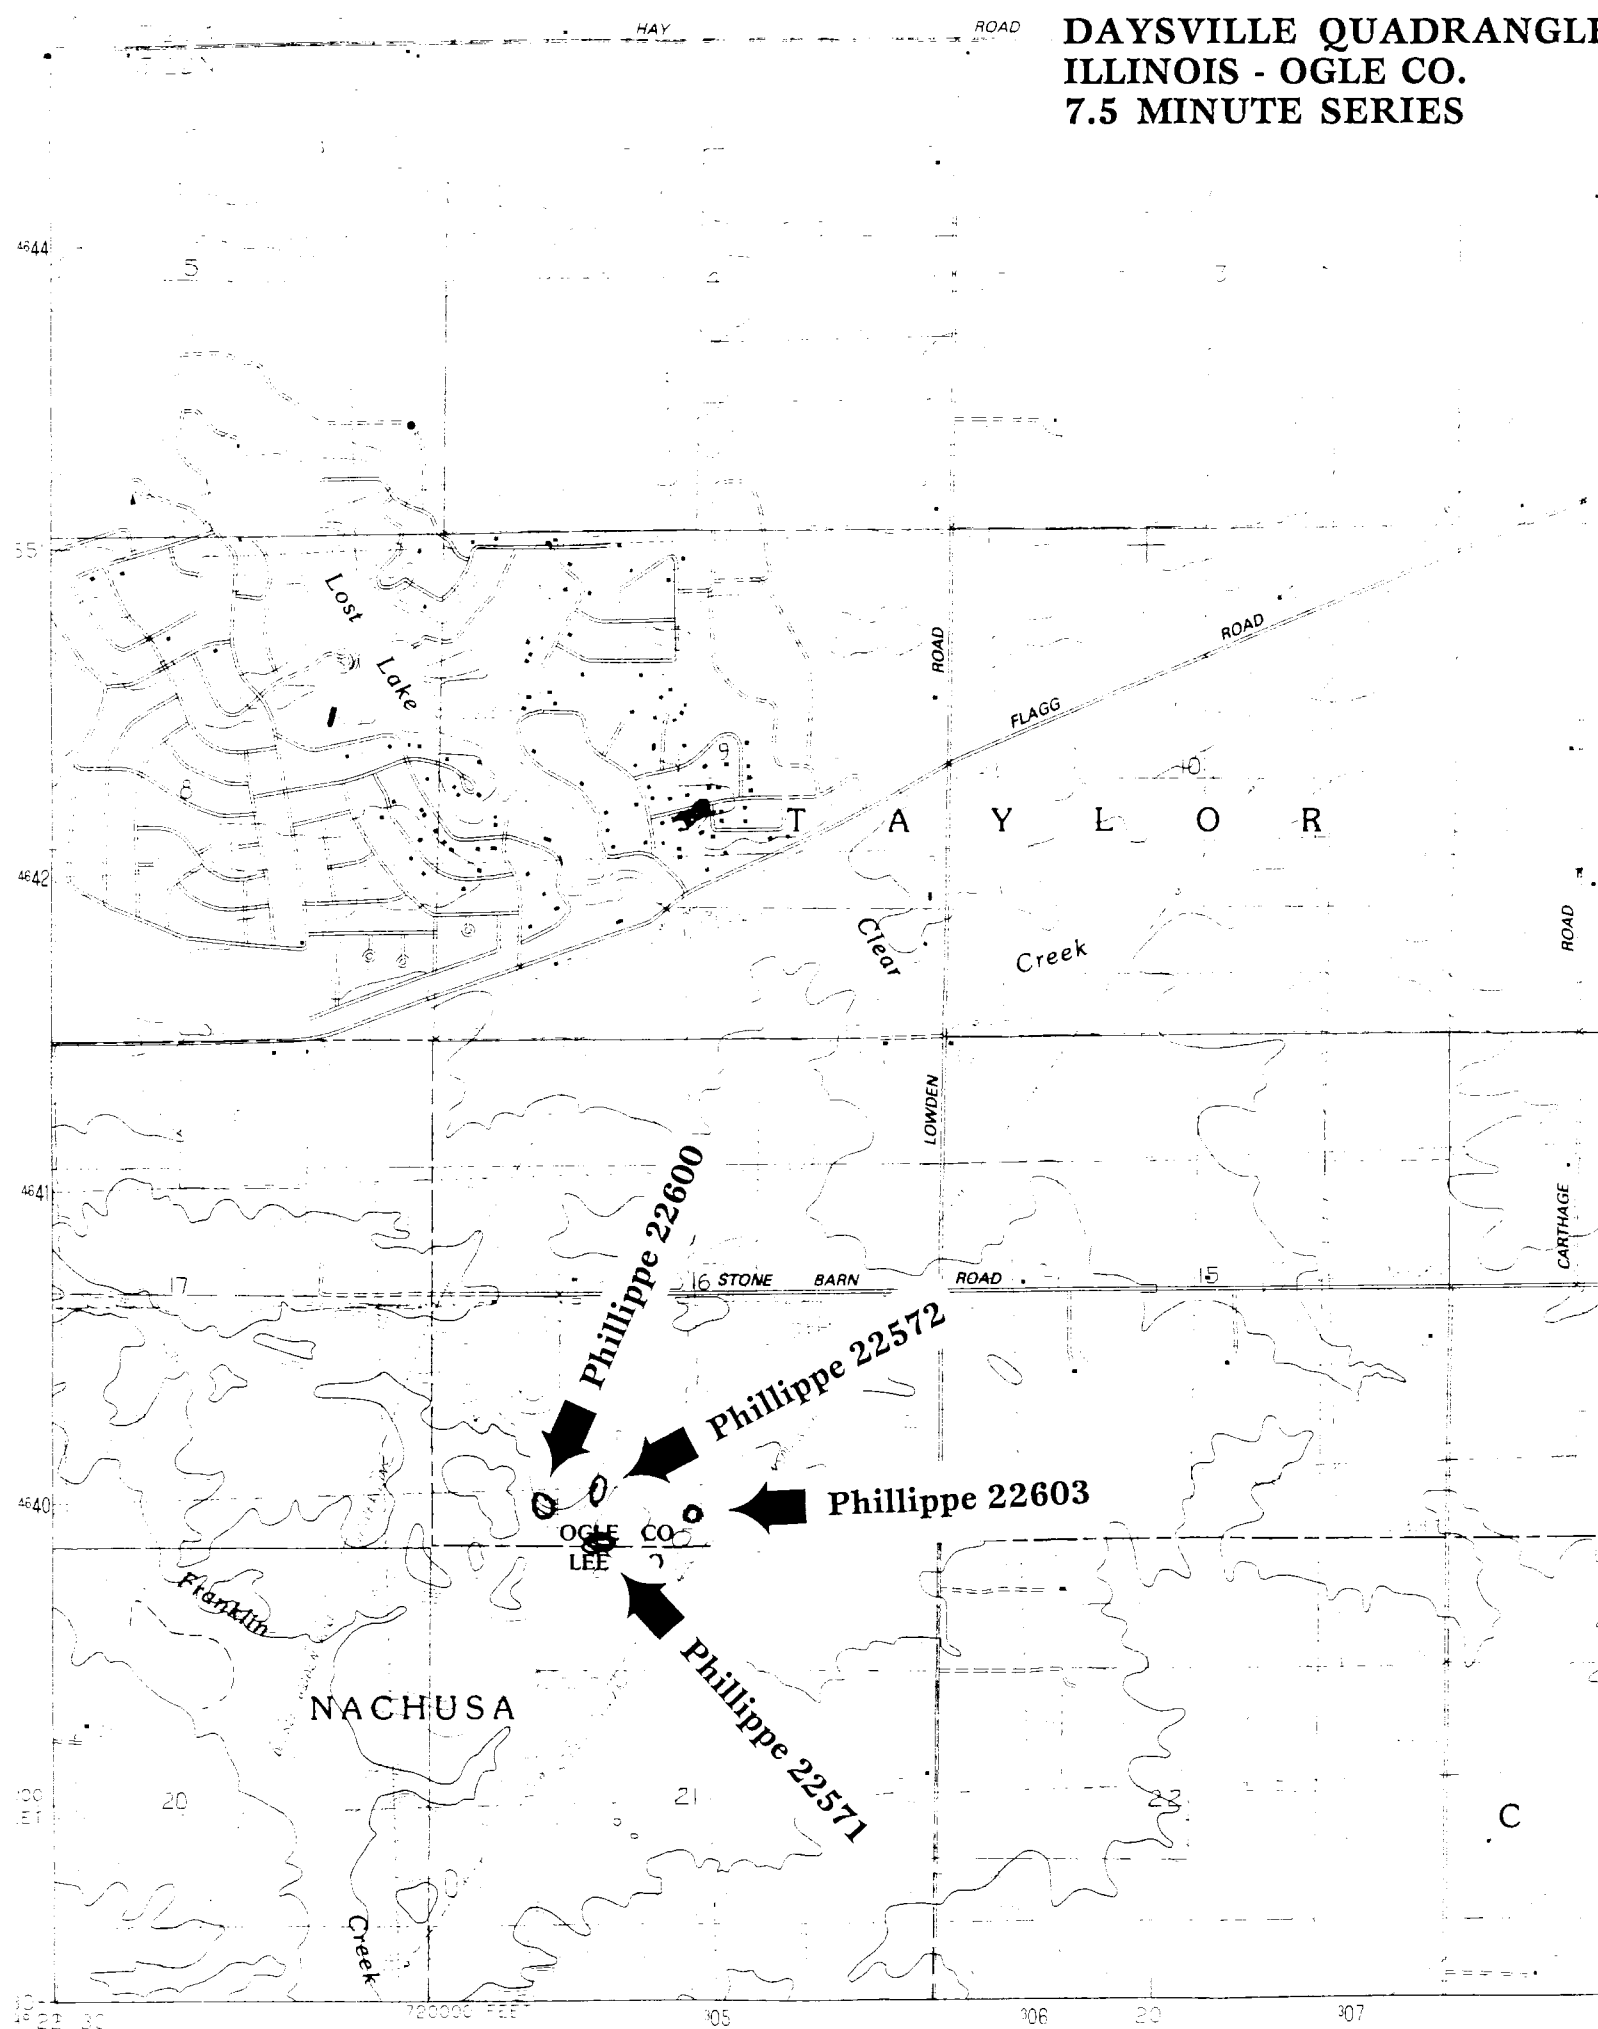 HAY ROAD
DAYSVILLE QUADRANGLE
ILLINOIS - OGLE CO.
7.5 MINUTE SERIES
4644
5
4
3
Lost
Lake
ROAD
ROAD
FLAGG
9
8
10
T A Y L O R
4642
ROAD
Clear
Creek
LOWDEN
4641
CARTHAGE
Phillippe 22600
17
16 STONE BARN ROAD
15
Phillippe 22572
4640
Phillippe 22603
OGLE CO
LEE
Franklin
Phillippe 22571
NACHUSA
20
21
22
C
Creek
720000 FEET
305
306
20
307